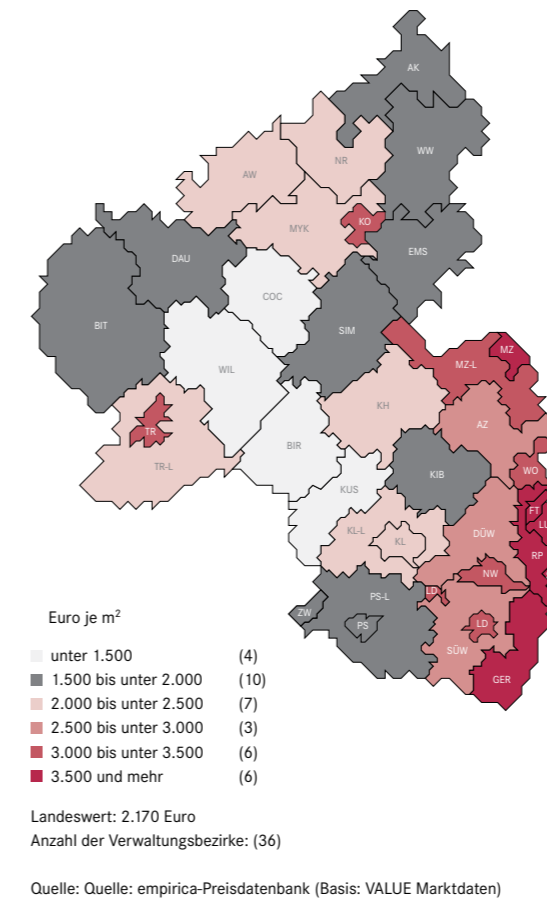 AK
WW
NR
AW
MYK
KO
EMS
DAU
COC
BIT
SIM
WIL
MZ
MZ-L
KH
AZ
TR
TR-L
BIR
KIB
WO
KUS
FT
LU
KL-L
KL
DÜW
RP
NW
PS-L
LD
ZW
PS
LD
SÜW
GER
Euro je m²
unter 1.500 (4)
1.500 bis unter 2.000 (10)
2.000 bis unter 2.500 (7)
2.500 bis unter 3.000 (3)
3.000 bis unter 3.500 (6)
3.500 und mehr (6)
Landeswert: 2.170 Euro
Anzahl der Verwaltungsbezirke: (36)
Quelle: Quelle: empirica-Preisdatenbank (Basis: VALUE Marktdaten)